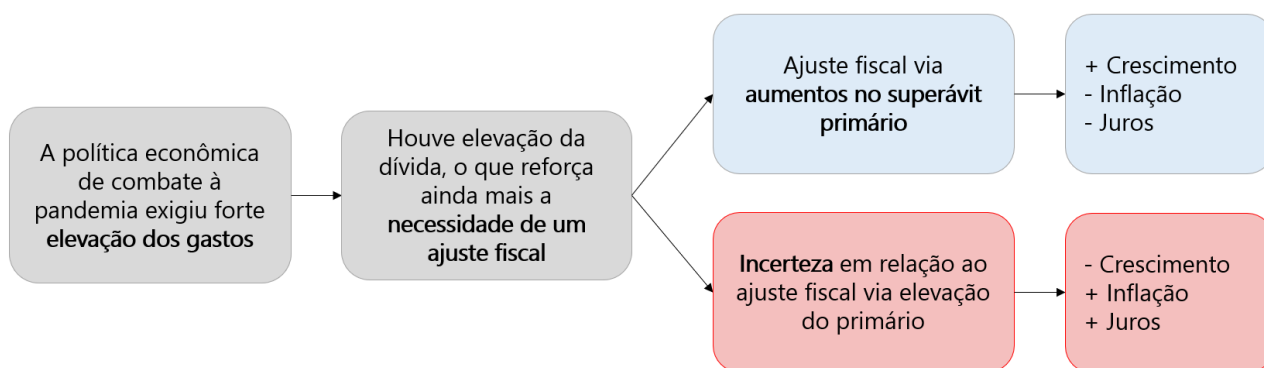 A política econômica
de combate à
pandemia exigiu forte
elevação dos gastos
Houve elevação da
dívida, o que reforça
ainda mais a
necessidade de um
ajuste fiscal
Ajuste fiscal via
aumentos no superávit
primário
+ Crescimento
- Inflação
- Juros
Incerteza em relação ao
ajuste fiscal via elevação
do primário
- Crescimento
+ Inflação
+ Juros